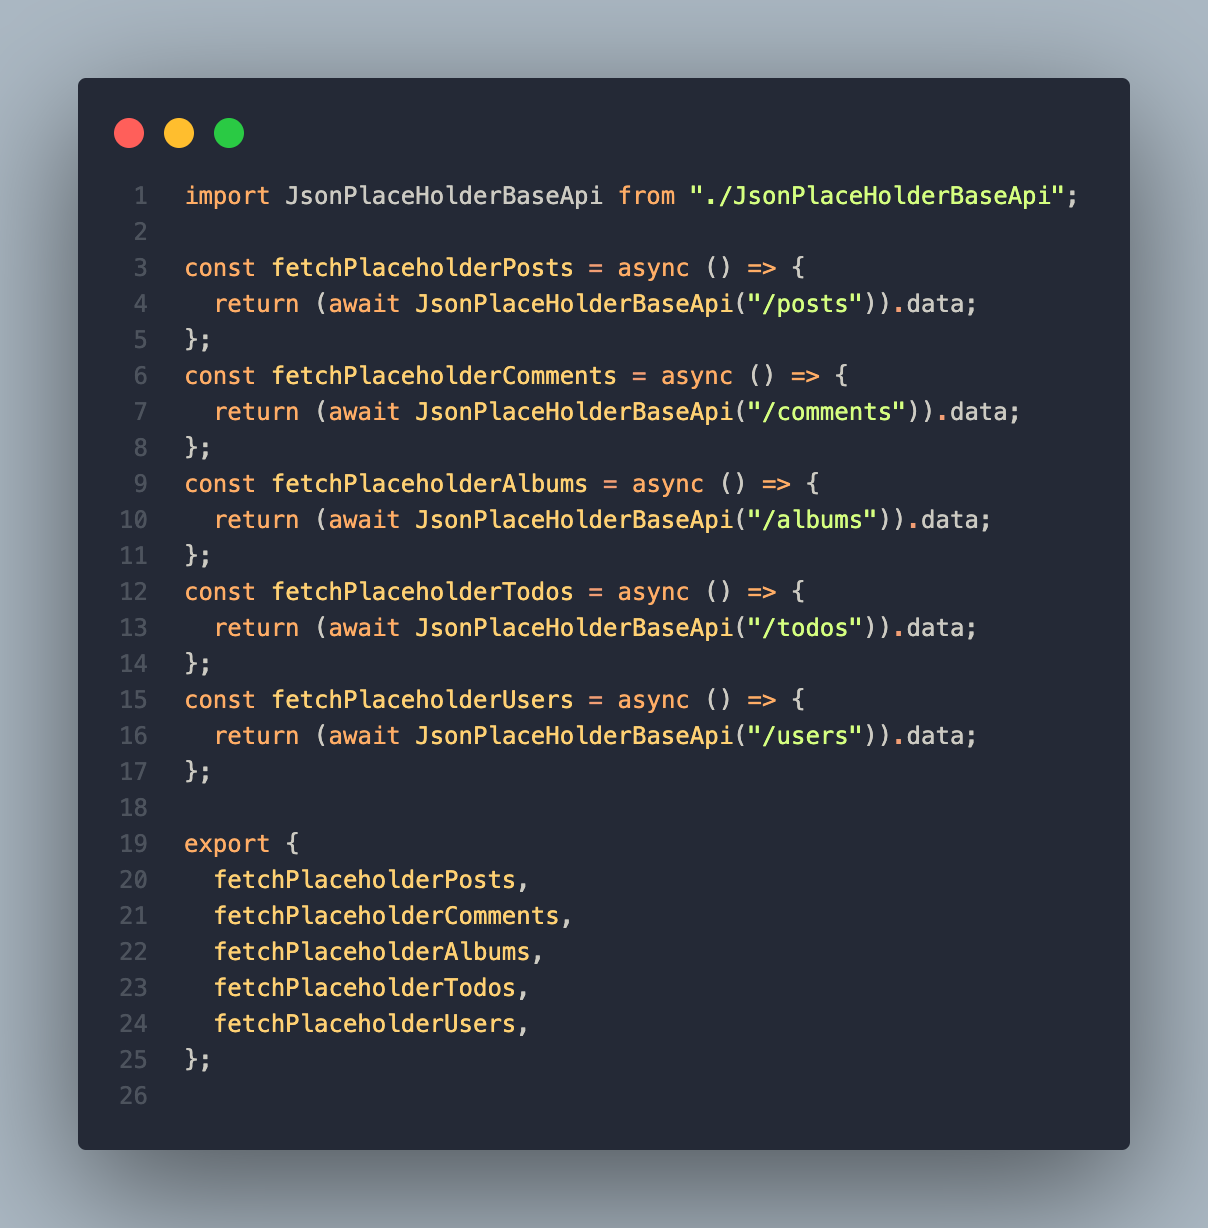 1 import JsonPlaceHolderBaseApi from "./JsonPlaceHolderBaseApi";
2
3 const fetchPlaceholderPosts = async () => {
4   return (await JsonPlaceHolderBaseApi("/posts")).data;
5 };
6 const fetchPlaceholderComments = async () => {
7   return (await JsonPlaceHolderBaseApi("/comments")).data;
8 };
9 const fetchPlaceholderAlbums = async () => {
10   return (await JsonPlaceHolderBaseApi("/albums")).data;
11 };
12 const fetchPlaceholderTodos = async () => {
13   return (await JsonPlaceHolderBaseApi("/todos")).data;
14 };
15 const fetchPlaceholderUsers = async () => {
16   return (await JsonPlaceHolderBaseApi("/users")).data;
17 };
18
19 export {
20   fetchPlaceholderPosts,
21   fetchPlaceholderComments,
22   fetchPlaceholderAlbums,
23   fetchPlaceholderTodos,
24   fetchPlaceholderUsers,
25 };
26